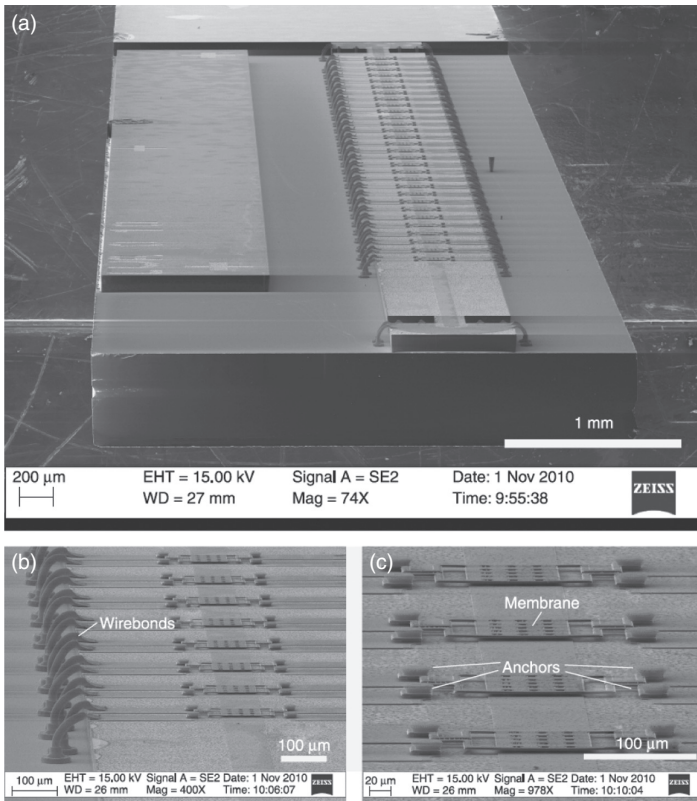 (a)
1 mm
200 µm
EHT = 15.00 kV Signal A = SE2 Date: 1 Nov 2010
WD = 27 mm Mag = 74X Time: 9:55:38
ZEISS
(b)
Wirebonds
100 µm
100 µm
EHT = 15.00 kV Signal A = SE2 Date: 1 Nov 2010
WD = 26 mm Mag = 400X Time: 10:06:07
ZEISS
(c)
Membrane
Anchors
100 µm
20 µm
EHT = 15.00 kV Signal A = SE2 Date: 1 Nov 2010
WD = 26 mm Mag = 978X Time: 10:10:04
ZEISS